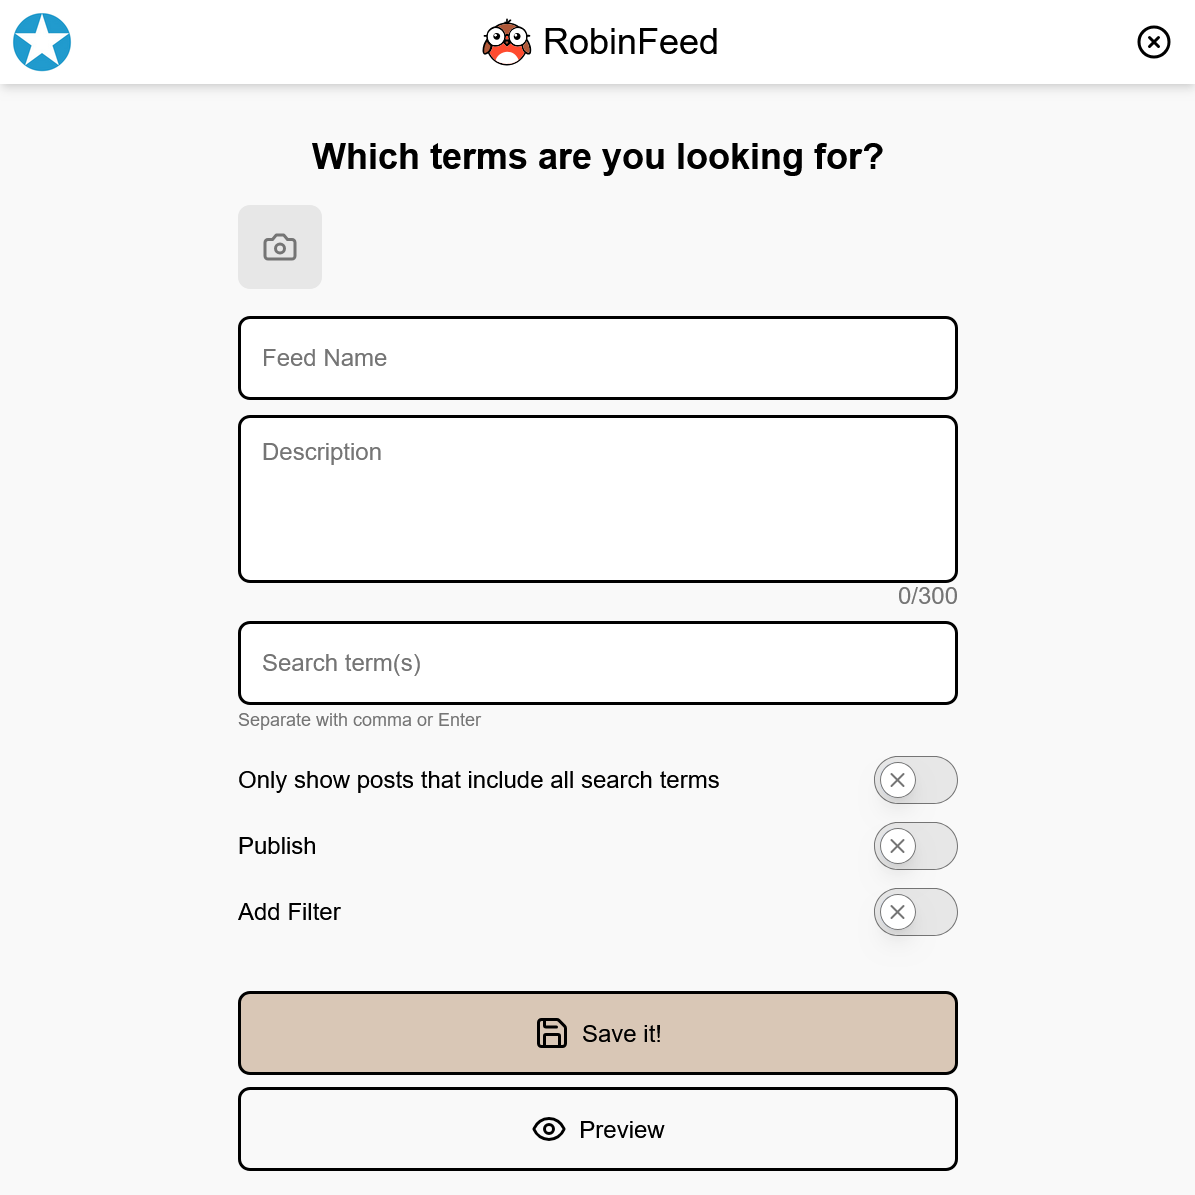 RobinFeed
Which terms are you looking for?
Feed Name
Description
0/300
Search term(s)
Separate with comma or Enter
Only show posts that include all search terms
Publish
Add Filter
Save it!
Preview